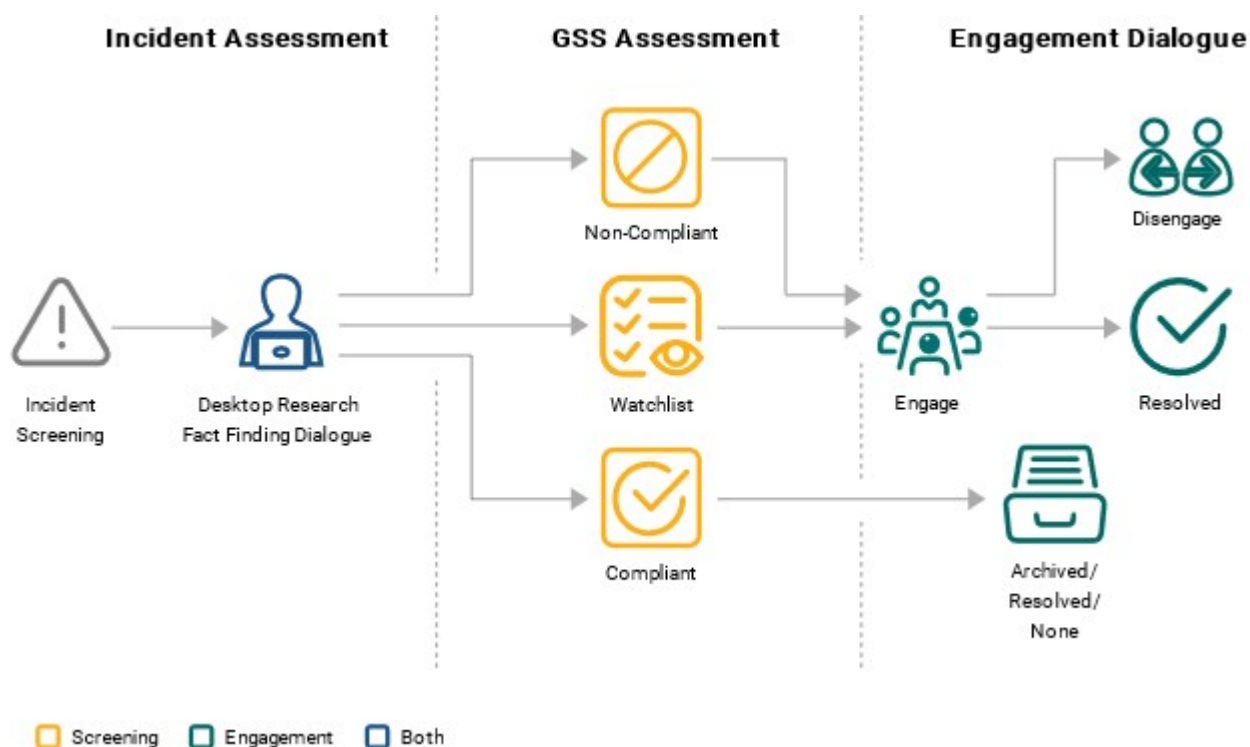 Incident Assessment
GSS Assessment
Engagement Dialogue
Non-Compliant
Disengage
Incident
Screening
Desktop Research
Fact Finding Dialogue
Watchlist
Engage
Resolved
Compliant
Archived/
Resolved/
None
Screening
Engagement
Both